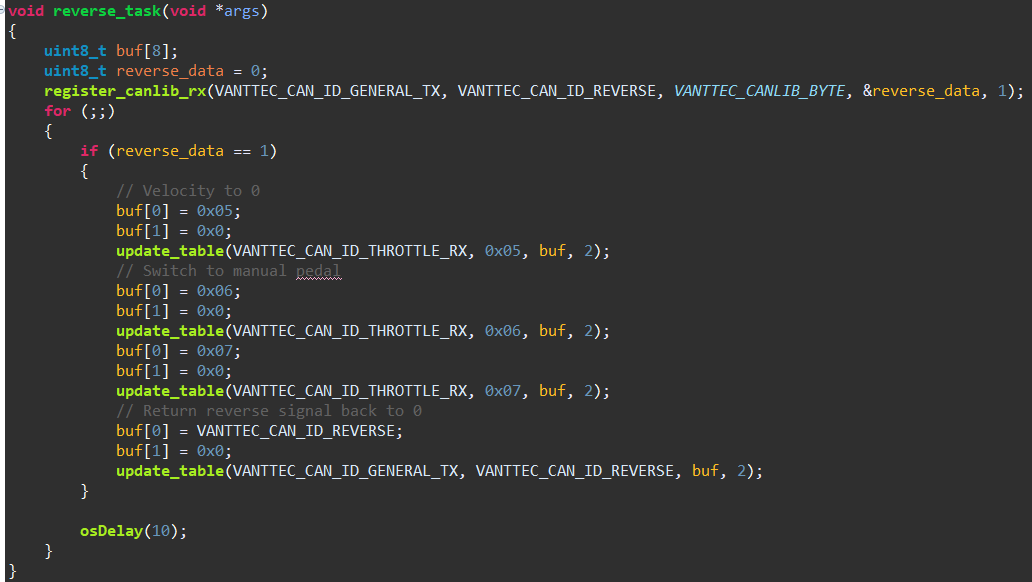 void reverse_task(void *args)
{
    uint8_t buf[8];
    uint8_t reverse_data = 0;
    register_canlib_rx(VANTTEC_CAN_ID_GENERAL_TX, VANTTEC_CAN_ID_REVERSE, VANTTEC_CANLIB_BYTE, &reverse_data, 1);
    for (;;)
    {
        if (reverse_data == 1)
        {
            // Velocity to 0
            buf[0] = 0x05;
            buf[1] = 0x0;
            update_table(VANTTEC_CAN_ID_THROTTLE_RX, 0x05, buf, 2);
            // Switch to manual pedal
            buf[0] = 0x06;
            buf[1] = 0x0;
            update_table(VANTTEC_CAN_ID_THROTTLE_RX, 0x06, buf, 2);
            buf[0] = 0x07;
            buf[1] = 0x0;
            update_table(VANTTEC_CAN_ID_THROTTLE_RX, 0x07, buf, 2);
            // Return reverse signal back to 0
            buf[0] = VANTTEC_CAN_ID_REVERSE;
            buf[1] = 0x0;
            update_table(VANTTEC_CAN_ID_GENERAL_TX, VANTTEC_CAN_ID_REVERSE, buf, 2);
        }

        osDelay(10);
    }
}